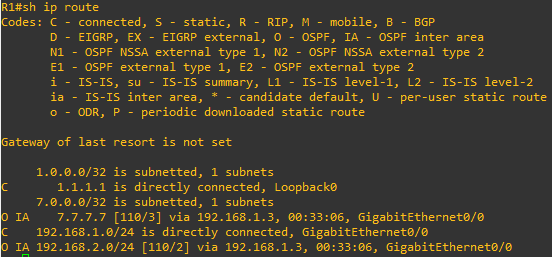 R1#sh ip route
Codes: C - connected, S - static, R - RIP, M - mobile, B - BGP
       D - EIGRP, EX - EIGRP external, O - OSPF, IA - OSPF inter area
       N1 - OSPF NSSA external type 1, N2 - OSPF NSSA external type 2
       E1 - OSPF external type 1, E2 - OSPF external type 2
       i - IS-IS, su - IS-IS summary, L1 - IS-IS level-1, L2 - IS-IS level-2
       ia - IS-IS inter area, * - candidate default, U - per-user static route
       o - ODR, P - periodic downloaded static route
Gateway of last resort is not set
     1.0.0.0/32 is subnetted, 1 subnets
C       1.1.1.1 is directly connected, Loopback0
     7.0.0.0/32 is subnetted, 1 subnets
O IA    7.7.7.7 [110/3] via 192.168.1.3, 00:33:06, GigabitEthernet0/0
C    192.168.1.0/24 is directly connected, GigabitEthernet0/0
O IA 192.168.2.0/24 [110/2] via 192.168.1.3, 00:33:06, GigabitEthernet0/0